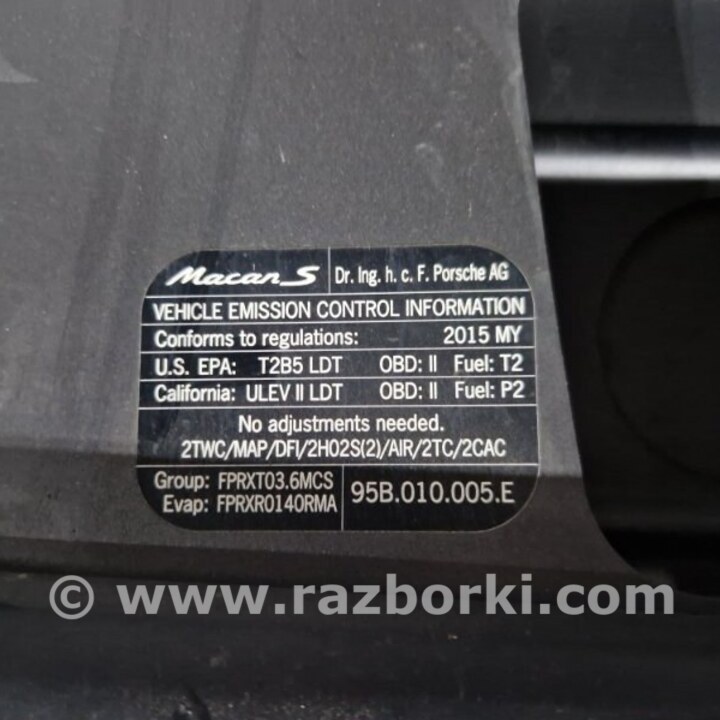 Macan S Dr. Ing. h. c. F. Porsche AG
VEHICLE EMISSION CONTROL INFORMATION
Conforms to regulations: 2015 MY
U.S. EPA: T2B5 LDT OBD: II Fuel: T2
California: ULEV II LDT OBD: II Fuel: P2
No adjustments needed.
2TWC/MAP/DFI/2HO2S(2)/AIR/2TC/2CAC
Group: FPRXT03.6MCS
Evap: FPRXR0140RMA
95B.010.005.E
© www.razborki.com